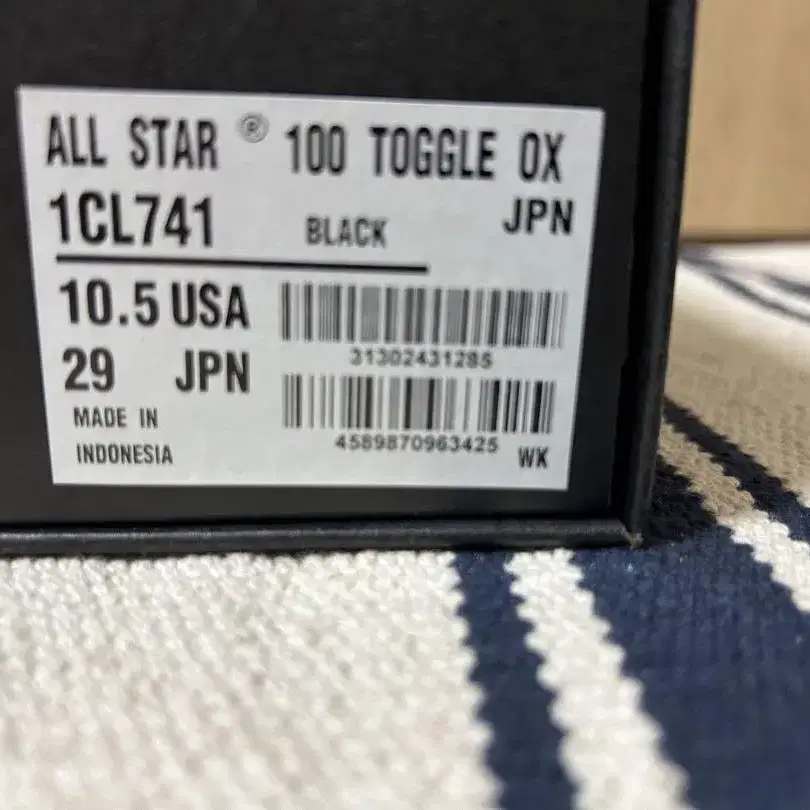 ALL STAR ® 100 TOGGLE OX
1CL741 BLACK JPN
10.5 USA
31302431285
29 JPN
4589870963425
MADE IN
INDONESIA
WK